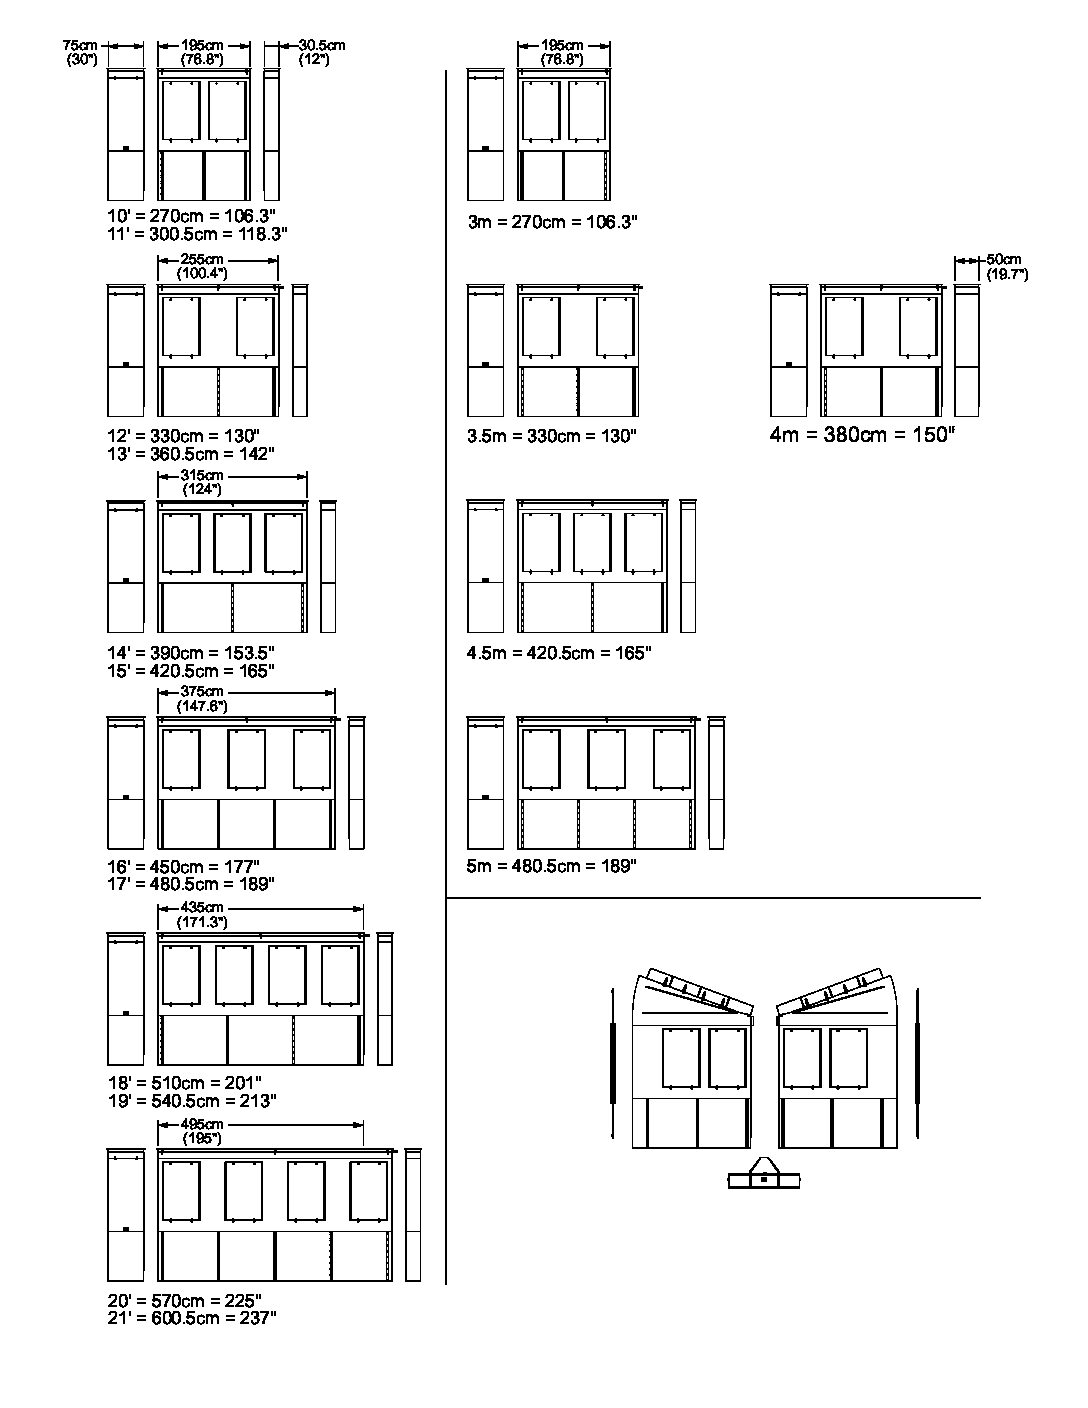 75cm
(30")
195cm
(76.8")
30.5cm
(12")
10' = 270cm = 106.3"
11' = 300.5cm = 118.3"
255cm
(100.4")
12' = 330cm = 130"
13' = 360.5cm = 142"
315cm
(124")
14' = 390cm = 153.5"
15' = 420.5cm = 165"
375cm
(147.6")
16' = 450cm = 177"
17' = 480.5cm = 189"
435cm
(171.3")
18' = 510cm = 201"
19' = 540.5cm = 213"
495cm
(195")
20' = 570cm = 225"
21' = 600.5cm = 237"
195cm
(76.8")
3m = 270cm = 106.3"
3.5m = 330cm = 130"
50cm
(19.7")
4m = 380cm = 150"
4.5m = 420.5cm = 165"
5m = 480.5cm = 189"